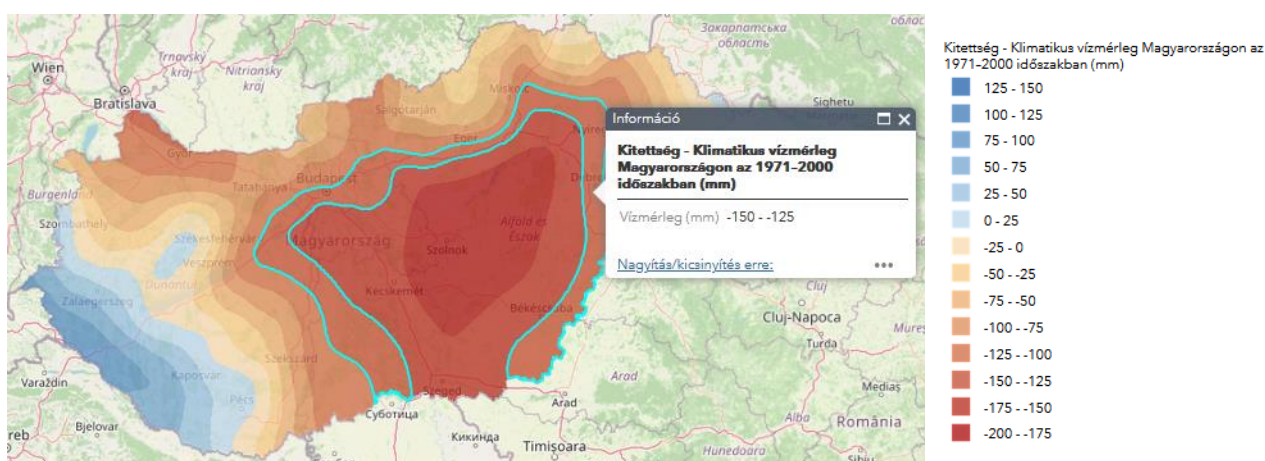 Закарпатська
область
Trnavský
kraj
Nitriansky
kraj
Wien
Bratislava
Miskolc
Salgótarján
Sighetu
Eger
Győr
Tatabánya
Budapest
Burgenland
Szombathely
Székesfehérvár
Magyarország
Alföld és
Észak
Szolnok
Veszprém
Dunántúl
Kecskemét
Zalaegerszeg
Békéscsaba
Cluj
Cluj-Napoca
Mureș
Turda
Szekszárd
Kaposvár
Pécs
Varaždin
Szeged
Суботица
Arad
Arad
Mediaș
Alba
România
Bjelovar
Кикинда
Timișoara
Hunedoara
Sibiu
Információ
Kitettség - Klimatikus vízmérleg
Magyarországon az 1971–2000
időszakban (mm)
Vízmérleg (mm) -150 - -125
Nagyítás/kicsinyítés erre:
Kitettség - Klimatikus vízmérleg Magyarországon az
1971–2000 időszakban (mm)
125 - 150
100 - 125
75 - 100
50 - 75
25 - 50
0 - 25
-25 - 0
-50 - -25
-75 - -50
-100 - -75
-125 - -100
-150 - -125
-175 - -150
-200 - -175